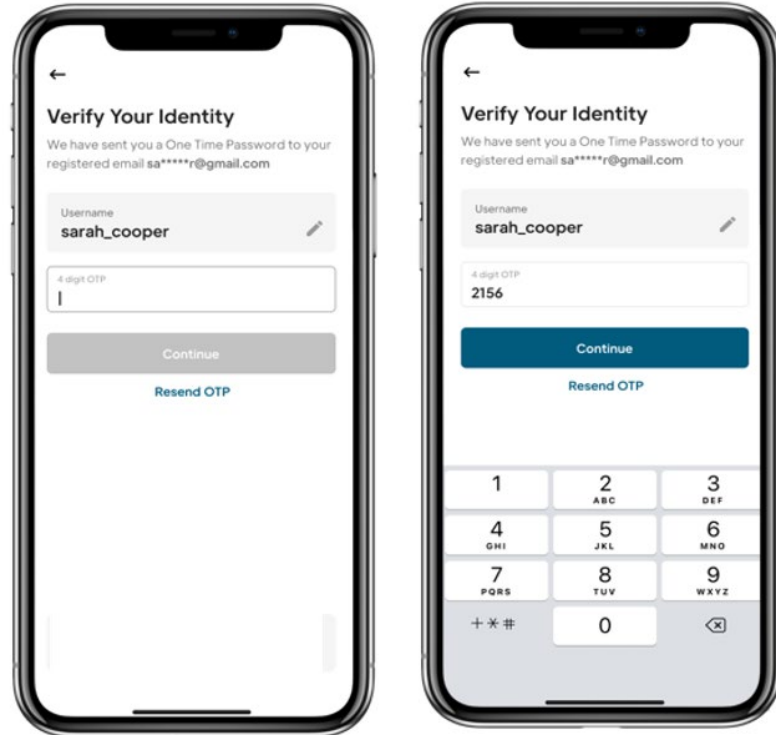 Verify Your Identity
We have sent you a One Time Password to your
registered email sa*****r@gmail.com
Username
sarah_cooper
4 digit OTP
Continue
Resend OTP
Verify Your Identity
We have sent you a One Time Password to your
registered email sa*****r@gmail.com
Username
sarah_cooper
4 digit OTP
2156
Continue
Resend OTP
1 2 3
ABC DEF
4 5 6
GHI JKL MNO
7 8 9
PQRS TUV WXYZ
+*# 0